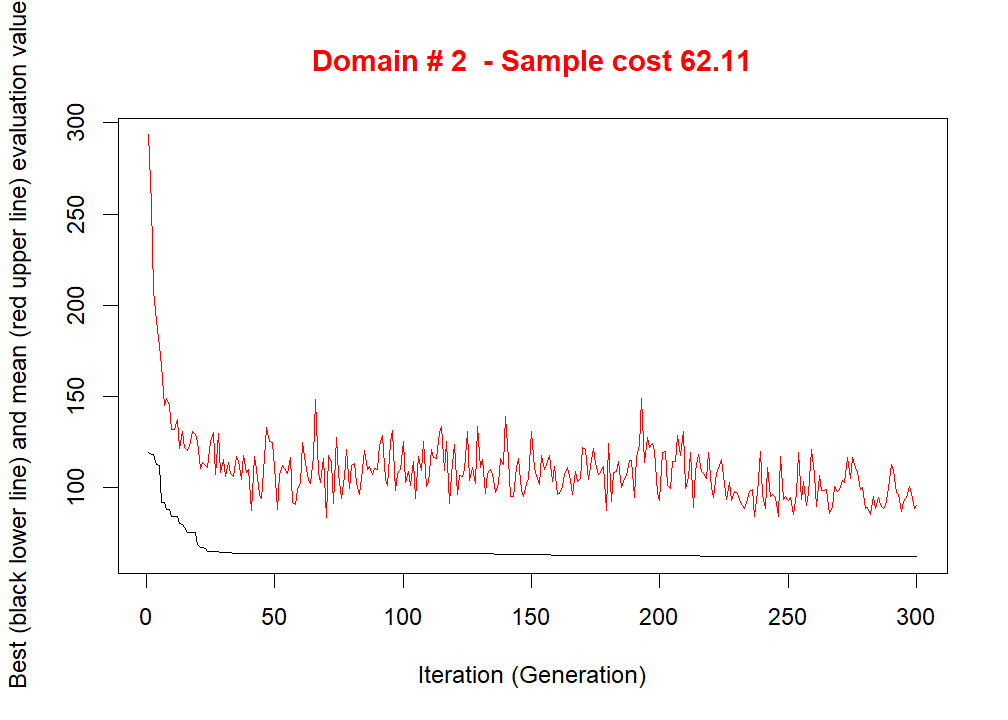 Domain # 2  - Sample cost 62.11
Best (black lower line) and mean (red upper line) evaluation value
300
250
200
150
100
0 50 100 150 200 250 300
Iteration (Generation)